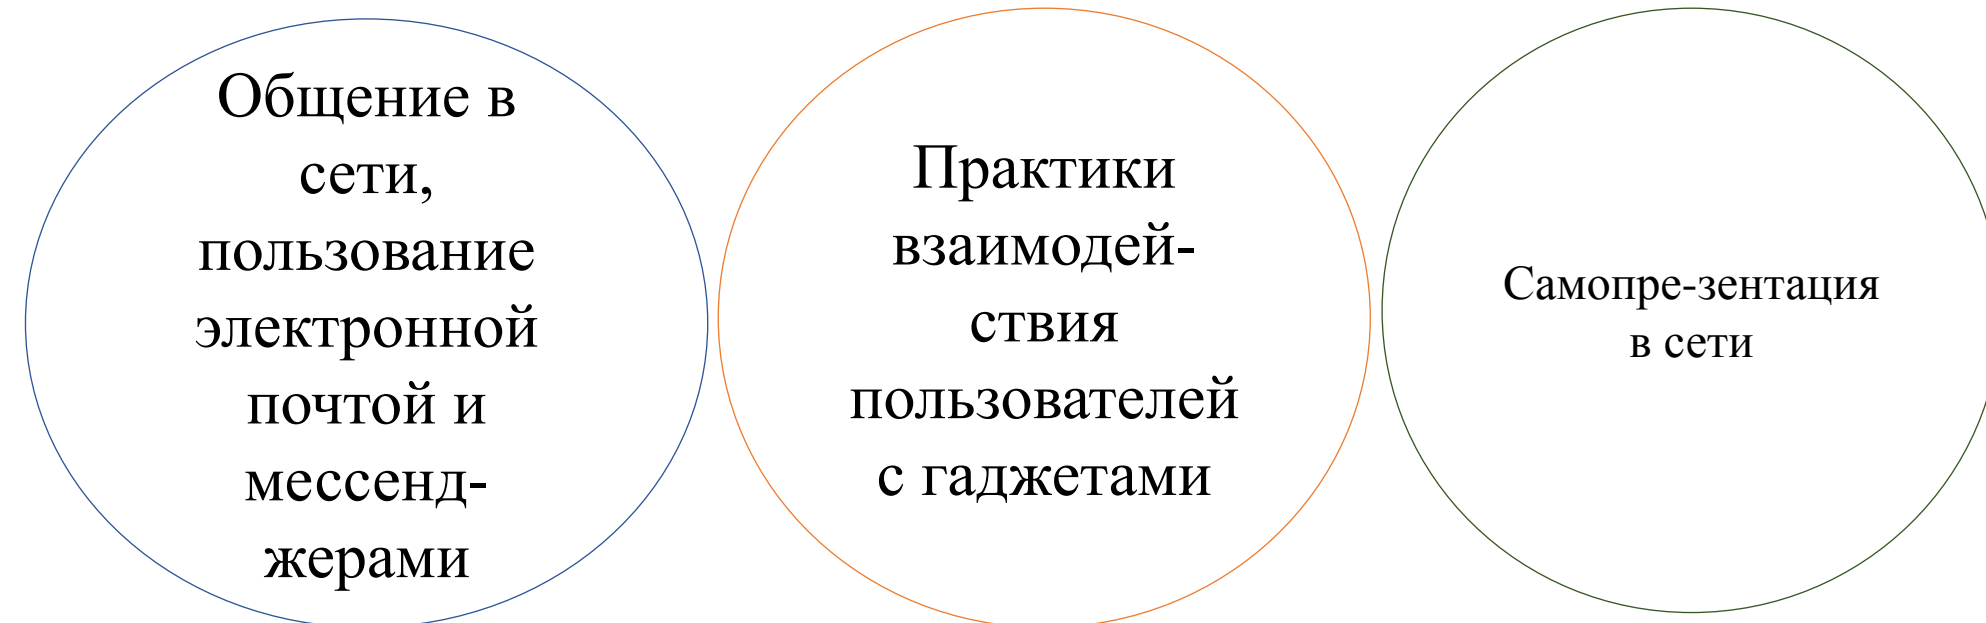 Общение в
сети,
пользование
электронной
почтой и
мессенд-
жерами
Практики
взаимодей-
ствия
пользователей
с гаджетами
Самопре-зентация
в сети